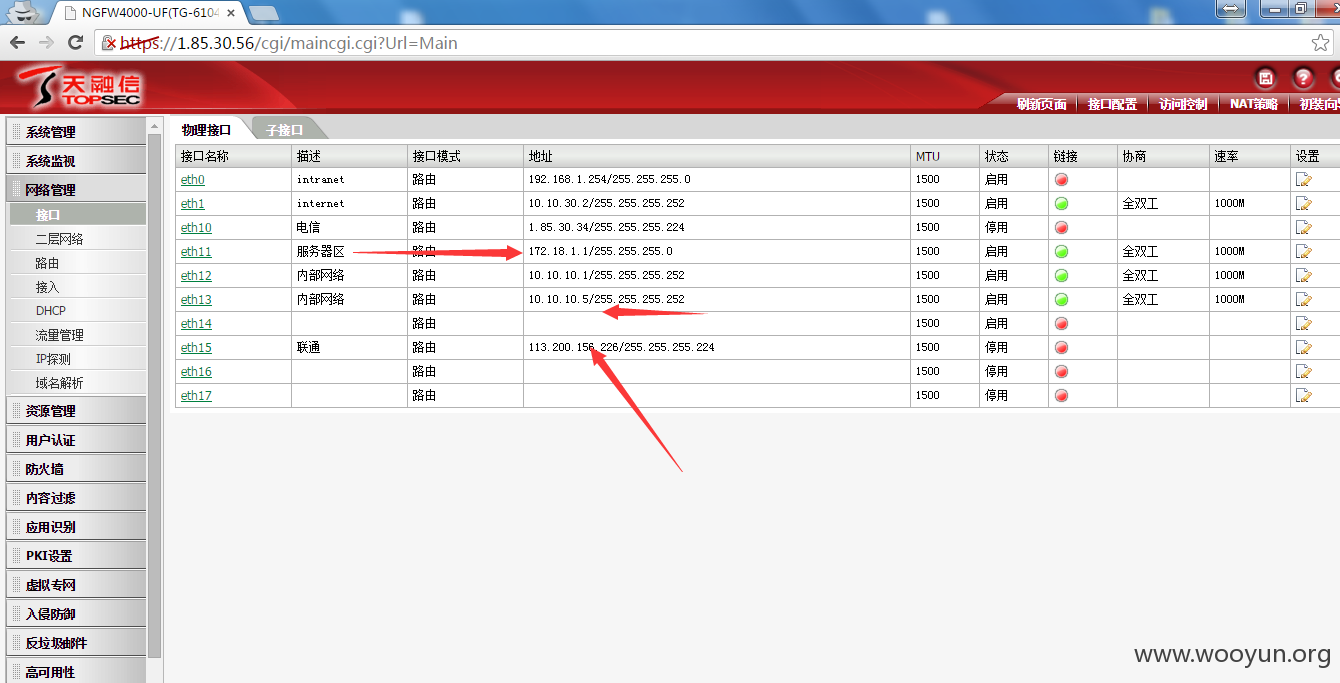 NGFW4000-UF(TG-6104
https://1.85.30.56/cgi/maincgi.cgi?Url=Main
天融信
TOPSEC
刷新页面 接口配置 访问控制 NAT策略 初装向
系统管理
系统监视
网络管理
接口
二层网络
路由
接入
DHCP
流量管理
IP探测
域名解析
资源管理
用户认证
防火墙
内容过滤
应用识别
PKI设置
虚拟专网
入侵防御
反垃圾邮件
高可用性
物理接口 子接口
接口名称 描述 接口模式 地址 MTU 状态 链接 协商 速率 设置
eth0 intranet 路由 192.168.1.254/255.255.255.0 1500 启用
eth1 internet 路由 10.10.30.2/255.255.255.252 1500 启用 全双工 1000M
eth10 电信 路由 1.85.30.34/255.255.255.224 1500 停用
eth11 服务器区 路由 172.18.1.1/255.255.255.0 1500 启用 全双工 1000M
eth12 内部网络 路由 10.10.10.1/255.255.255.252 1500 启用 全双工 1000M
eth13 内部网络 路由 10.10.10.5/255.255.255.252 1500 启用 全双工 1000M
eth14 路由 1500 启用
eth15 联通 路由 113.200.156.226/255.255.255.224 1500 停用
eth16 路由 1500 停用
eth17 路由 1500 停用
www.wooyun.org